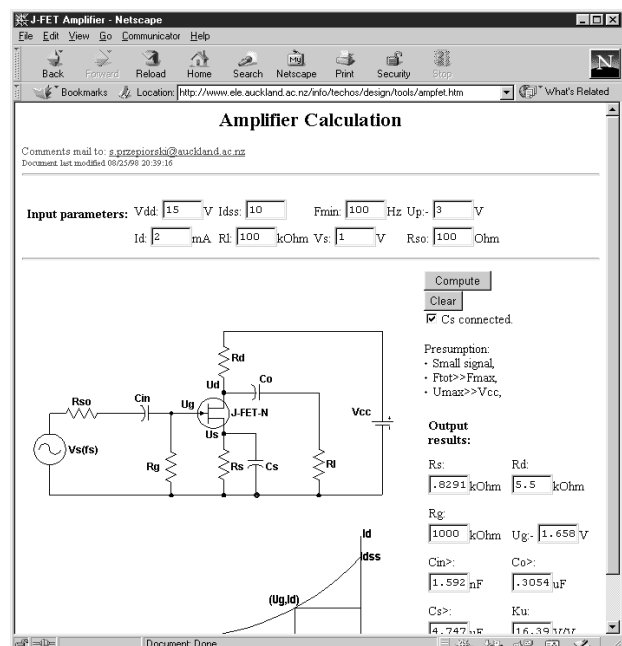 J-FET Amplifier - Netscape
File Edit View Go Communicator Help
Back Forward Reload Home Search Netscape Print Security Stop
My
N
Bookmarks Location: http://www.ele.auckland.ac.nz/info/techos/design/tools/ampfet.htm What's Related
Amplifier Calculation
Comments mail to: s.przepiorski@auckland.ac.nz
Document last modified 08/25/98 20:39:16
Input parameters: Vdd: 15 V Idss: 10 Fmin: 100 Hz Up:- 3 V
Id: 2 mA Rl: 100 kOhm Vs: 1 V Rso: 100 Ohm
Compute
Clear
Cs connected.
Presumption:
· Small signal,
· Ftot>>Fmax,
· Umax>>Vcc,
Output
results:
Rs: Rd:
.8291 kOhm 5.5 kOhm
Rg:
1000 kOhm Ug:- 1.658 V
Cin>: Co>:
1.592 nF .3054 uF
Cs>: Ku:
4.747 uF 16.39 V/V
Rd
Ud Co
Rso Cin Ug J-FET-N Vcc
Us
Vs(fs) Rg Rs Cs Rl
Id
Idss
(Ug,Id)
Document: Done